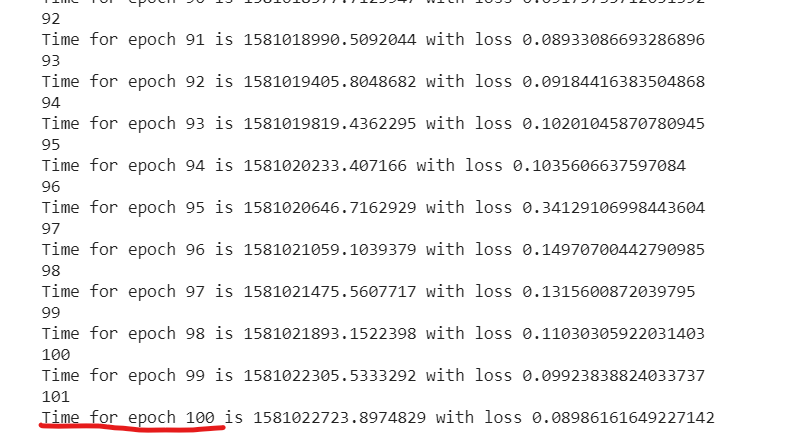 92
Time for epoch 91 is 1581018990.5092044 with loss 0.08933086693286896
93
Time for epoch 92 is 1581019405.8048682 with loss 0.09184416383504868
94
Time for epoch 93 is 1581019819.4362295 with loss 0.10201045870780945
95
Time for epoch 94 is 1581020233.407166 with loss 0.1035606637597084
96
Time for epoch 95 is 1581020646.7162929 with loss 0.34129106998443604
97
Time for epoch 96 is 1581021059.1039379 with loss 0.14970700442790985
98
Time for epoch 97 is 1581021475.5607717 with loss 0.1315600872039795
99
Time for epoch 98 is 1581021893.1522398 with loss 0.11030305922031403
100
Time for epoch 99 is 1581022305.5333292 with loss 0.09923838824033737
101
Time for epoch 100 is 1581022723.8974829 with loss 0.08986161649227142